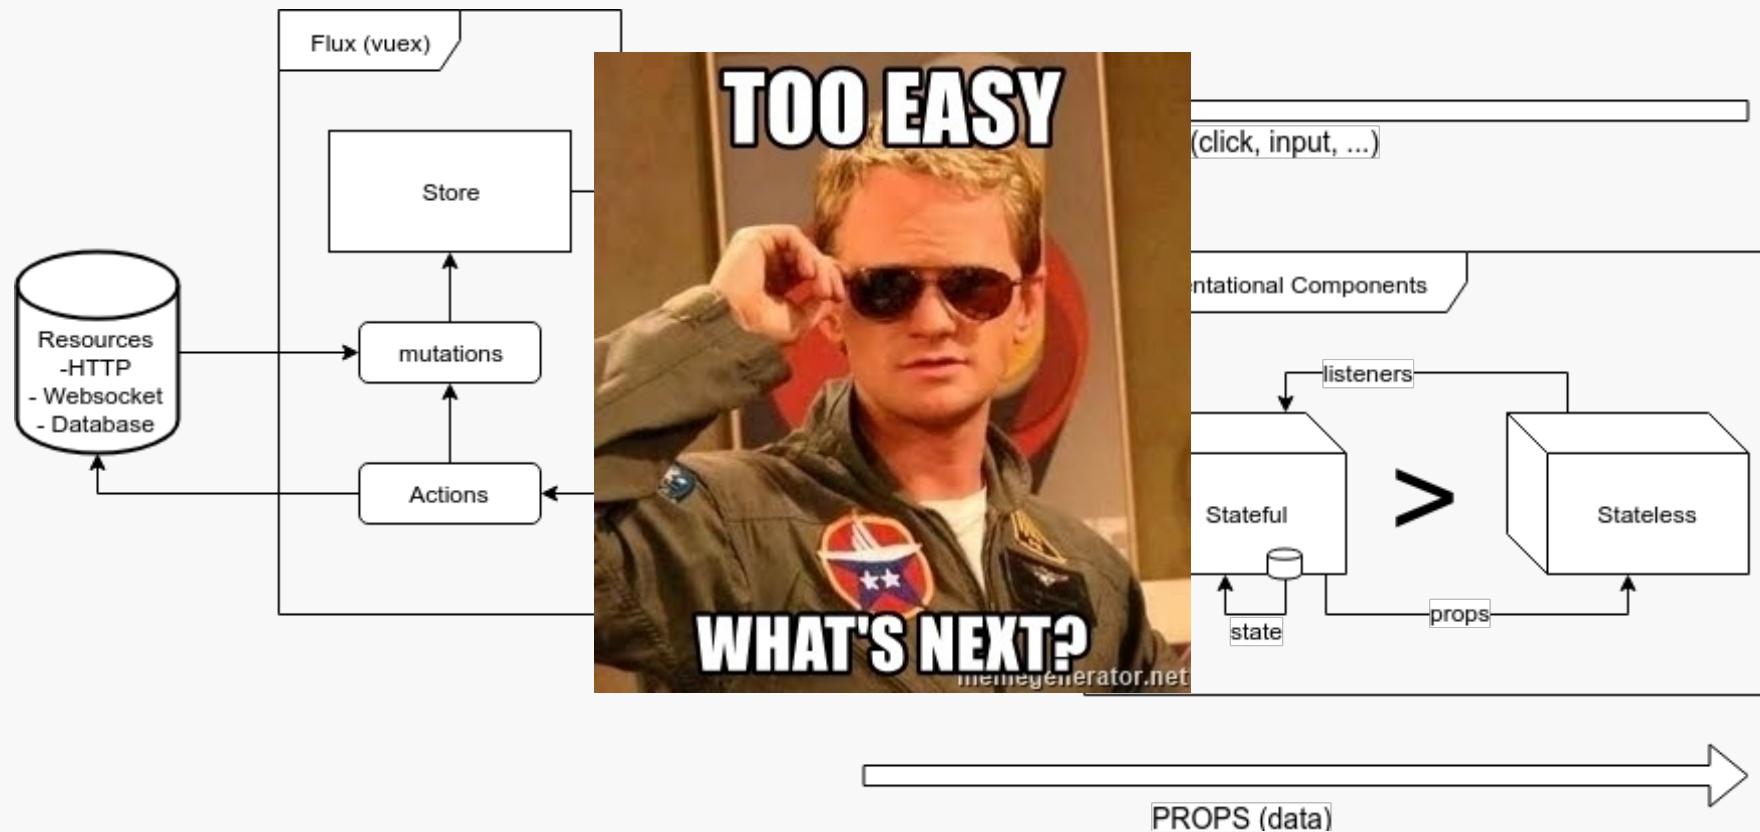 Flux (vuex)
Store
mutations
Actions
Resources
-HTTP
- Websocket
- Database
TOO EASY
WHAT'S NEXT?
memegenerator.net
(click, input, ...)
entational Components
listeners
Stateful
>
Stateless
state
props
PROPS (data)